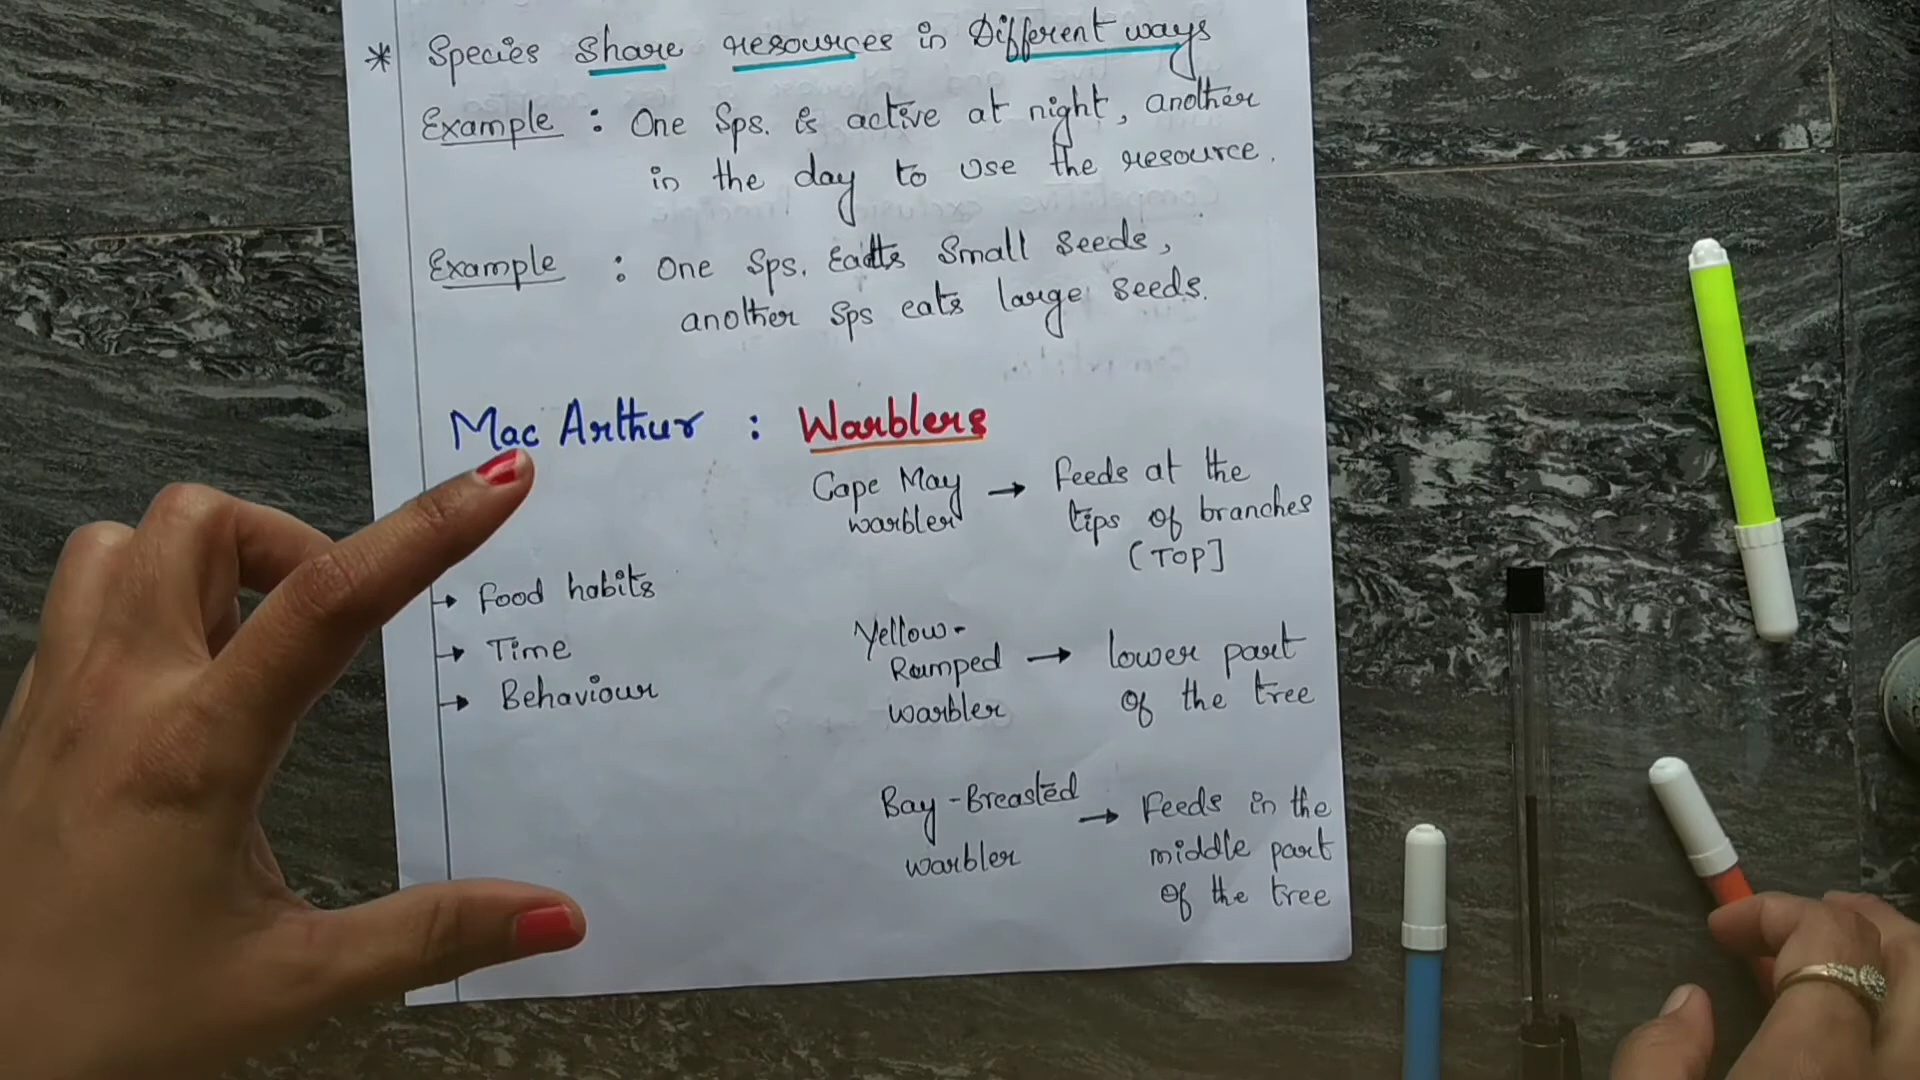 * Species share resources in Different ways
Example : One Sps. is active at night, another
in the day to use the resource.
Example : One Sps. Eatts Small seeds,
another Sps eats large seeds.
Mac Arthur : Warblers
Cape May → feeds at the
warbler tips of branches
(TOP]
→ food habits
→ Time
→ Behaviour
Yellow-
Rumped → lower part
warbler of the tree
Bay-Breasted → Feeds in the
warbler middle part
of the tree